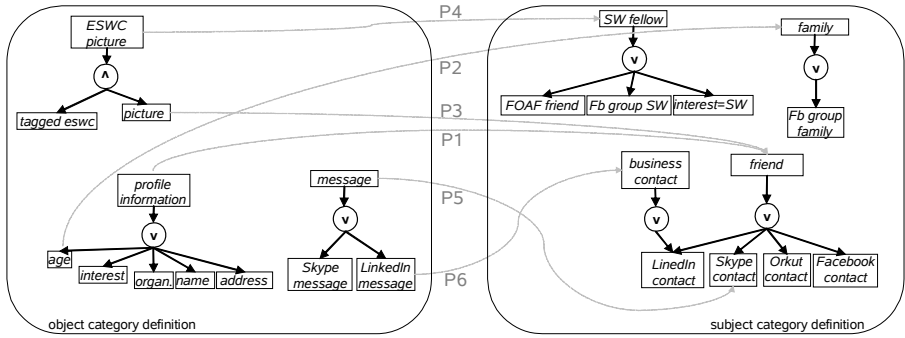 ESWC
picture
ʌ
tagged eswc
picture
profile
information
v
age
interest
organ.
name
address
message
v
Skype
message
LinkedIn
message
object category definition
P4
P2
P3
P1
P5
P6
SW fellow
v
FOAF friend
Fb group SW
interest=SW
family
v
Fb group
family
business
contact
v
friend
v
LinedIn
contact
Skype
contact
Orkut
contact
Facebook
contact
subject category definition